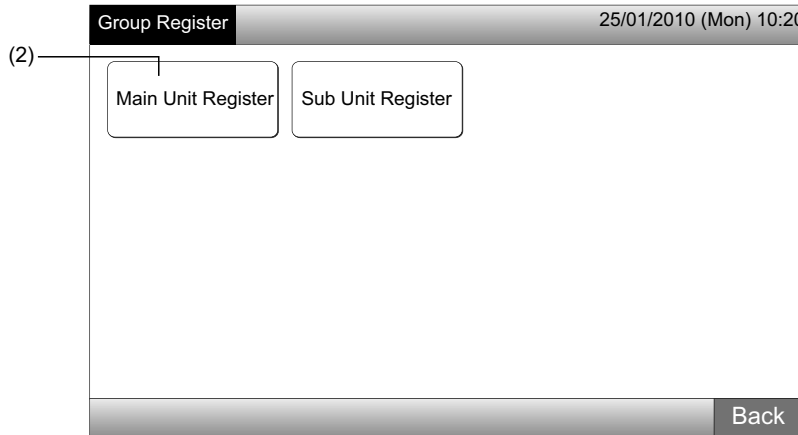 Group Register
25/01/2010 (Mon) 10:20
(2)
Main Unit Register
Sub Unit Register
Back